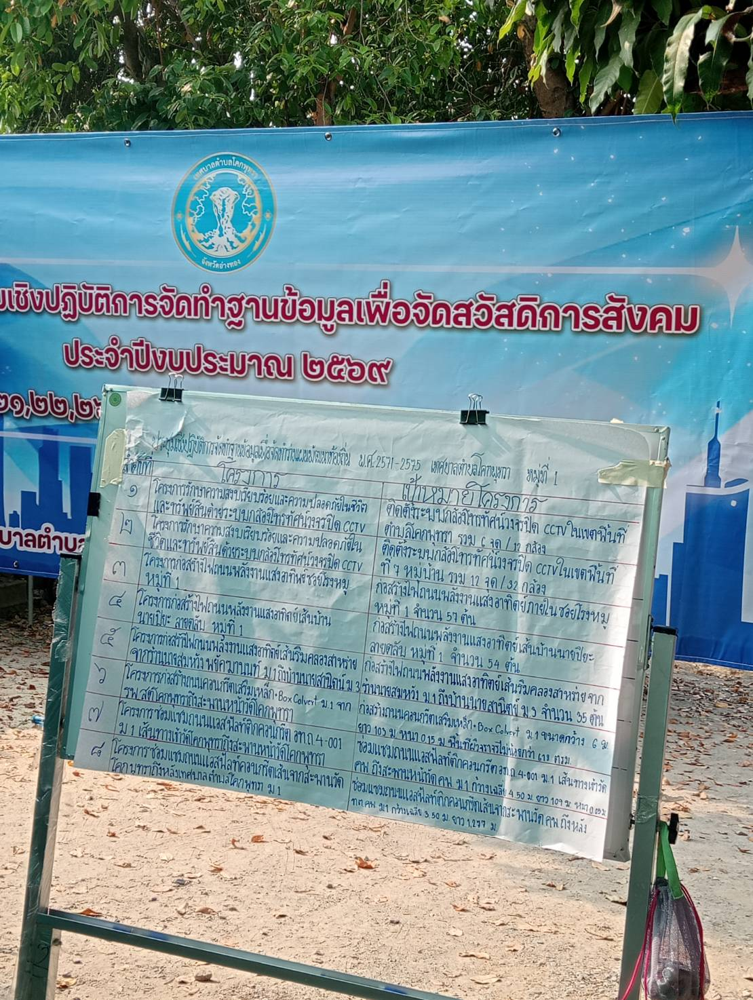 เทศบาลตำบลโคกพุทรา
จังหวัดอ่างทอง
เชิงปฏิบัติการจัดทำฐานข้อมูลเพื่อจัดสวัสดิการสังคม
ประจำปีงบประมาณ ๒๕๖๙
๒๑,๒๒,๒
บาลตำบล
ประชุมเชิงปฏิบัติการจัดทำฐานข้อมูลเพื่อจัดทำร่างแผนพัฒนาท้องถิ่น พ.ศ.2571-2575 เทศบาลตำบลโคกพุทรา หมู่ที่ 1
ลำดับที่ โครงการ เป้าหมายโครงการ
๑ โครงการรักษาความสงบเรียบร้อยและความปลอดภัยในชีวิต
และทรัพย์สินด้วยระบบกล้องโทรทัศน์วงจรปิด CCTV
ติดตั้งระบบกล้องโทรทัศน์วงจรปิด CCTV ในเขตพื้นที่
ตำบลโคกพุทรา รวม 6 จุด / 12 กล้อง
๒ โครงการรักษาความสงบเรียบร้อยและความปลอดภัยใน
ชีวิตและทรัพย์สินด้วยระบบกล้องโทรทัศน์วงจรปิด CCTV
ติดตั้งระบบกล้องโทรทัศน์วงจรปิด CCTV ในเขตพื้นที่
ที่ 7 หมู่บ้าน รวม 12 จุด / 32 กล้อง
๓ โครงการก่อสร้างไฟถนนพลังงานแสงอาทิตย์ซอยโรงหมู
หมู่ที่ 1
ก่อสร้างไฟถนนพลังงานแสงอาทิตย์ภายในซอยโรงหมู
หมู่ที่ 1 จำนวน 57 ต้น
๔ โครงการก่อสร้างไฟถนนพลังงานแสงอาทิตย์เส้นบ้าน
นายปิยะ ลายตลับ หมู่ที่ 1
ก่อสร้างไฟถนนพลังงานแสงอาทิตย์เส้นบ้านนายปิยะ
ลายตลับ หมู่ที่ 1 จำนวน 54 ต้น
๕ โครงการก่อสร้างไฟถนนพลังงานแสงอาทิตย์เส้นริมคลองสาหร่าย
จากร้านนายสมหวัง ม.1 ถึงบ้านนายสานิตย์ ม.3
ก่อสร้างไฟถนนพลังงานแสงอาทิตย์เส้นริมคลองสาหร่าย จาก
ร้านนายสมหวัง ม.1 ถึงบ้านนายสานิตย์ ม.3 จำนวน 35 ต้น
๖ โครงการก่อสร้างถนนคอนกรีตเสริมเหล็ก+Box Colvert ม.1 จาก
รพ.สต.โคกพุทราถึงสะพานหน้าวัดโคกพุทรา
ก่อสร้างถนนคอนกรีตเสริมเหล็ก+Box Colvert ม.1 ขนาดกว้าง 6 ม.
ยาว 103 ม. หนา 0.15 ม. พื้นที่ผิวจราจรไม่น้อยกว่า 618 ตรม.
๗ โครงการซ่อมแซมถนนแอสฟัลท์ติกคอนกรีต อท.ถ.4-001
ม.1 เส้นทางเข้าวัดโคกพุทราถึงสะพานหน้าวัดโคกพุทรา
ซ่อมแซมถนนแอสฟัลท์ติกคอนกรีต อท.ถ.4-001 ม.1 เส้นทางเข้าวัด
คพ.ถึงสะพานหน้าวัด คพ. ม.1 กว้างเฉลี่ย 4.50 ม. ยาว 109 ม. หนา 0.05 ม.
๘ โครงการซ่อมแซมถนนแอสฟัลท์คอนกรีตเส้นจากสะพานวัด
โคกพุทราถึงหลังเทศบาลตำบลโคกพุทรา ม.1
ซ่อมแซมถนนแอสฟัลท์ติกคอนกรีตเส้นจากสะพานวัด คพ.ถึงหลัง
ทต.คพ. ม.1 กว้างเฉลี่ย 3.50 ม. ยาว 1,277 ม.